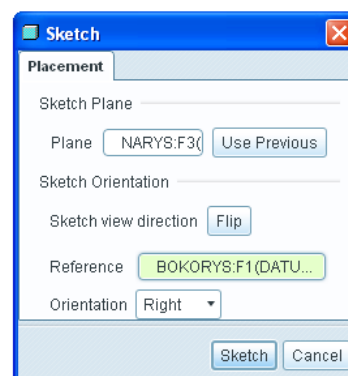 Sketch
Placement
Sketch Plane
Plane NARYS:F3( Use Previous
Sketch Orientation
Sketch view direction Flip
Reference BOKORYS:F1(DATU...
Orientation Right
Sketch Cancel